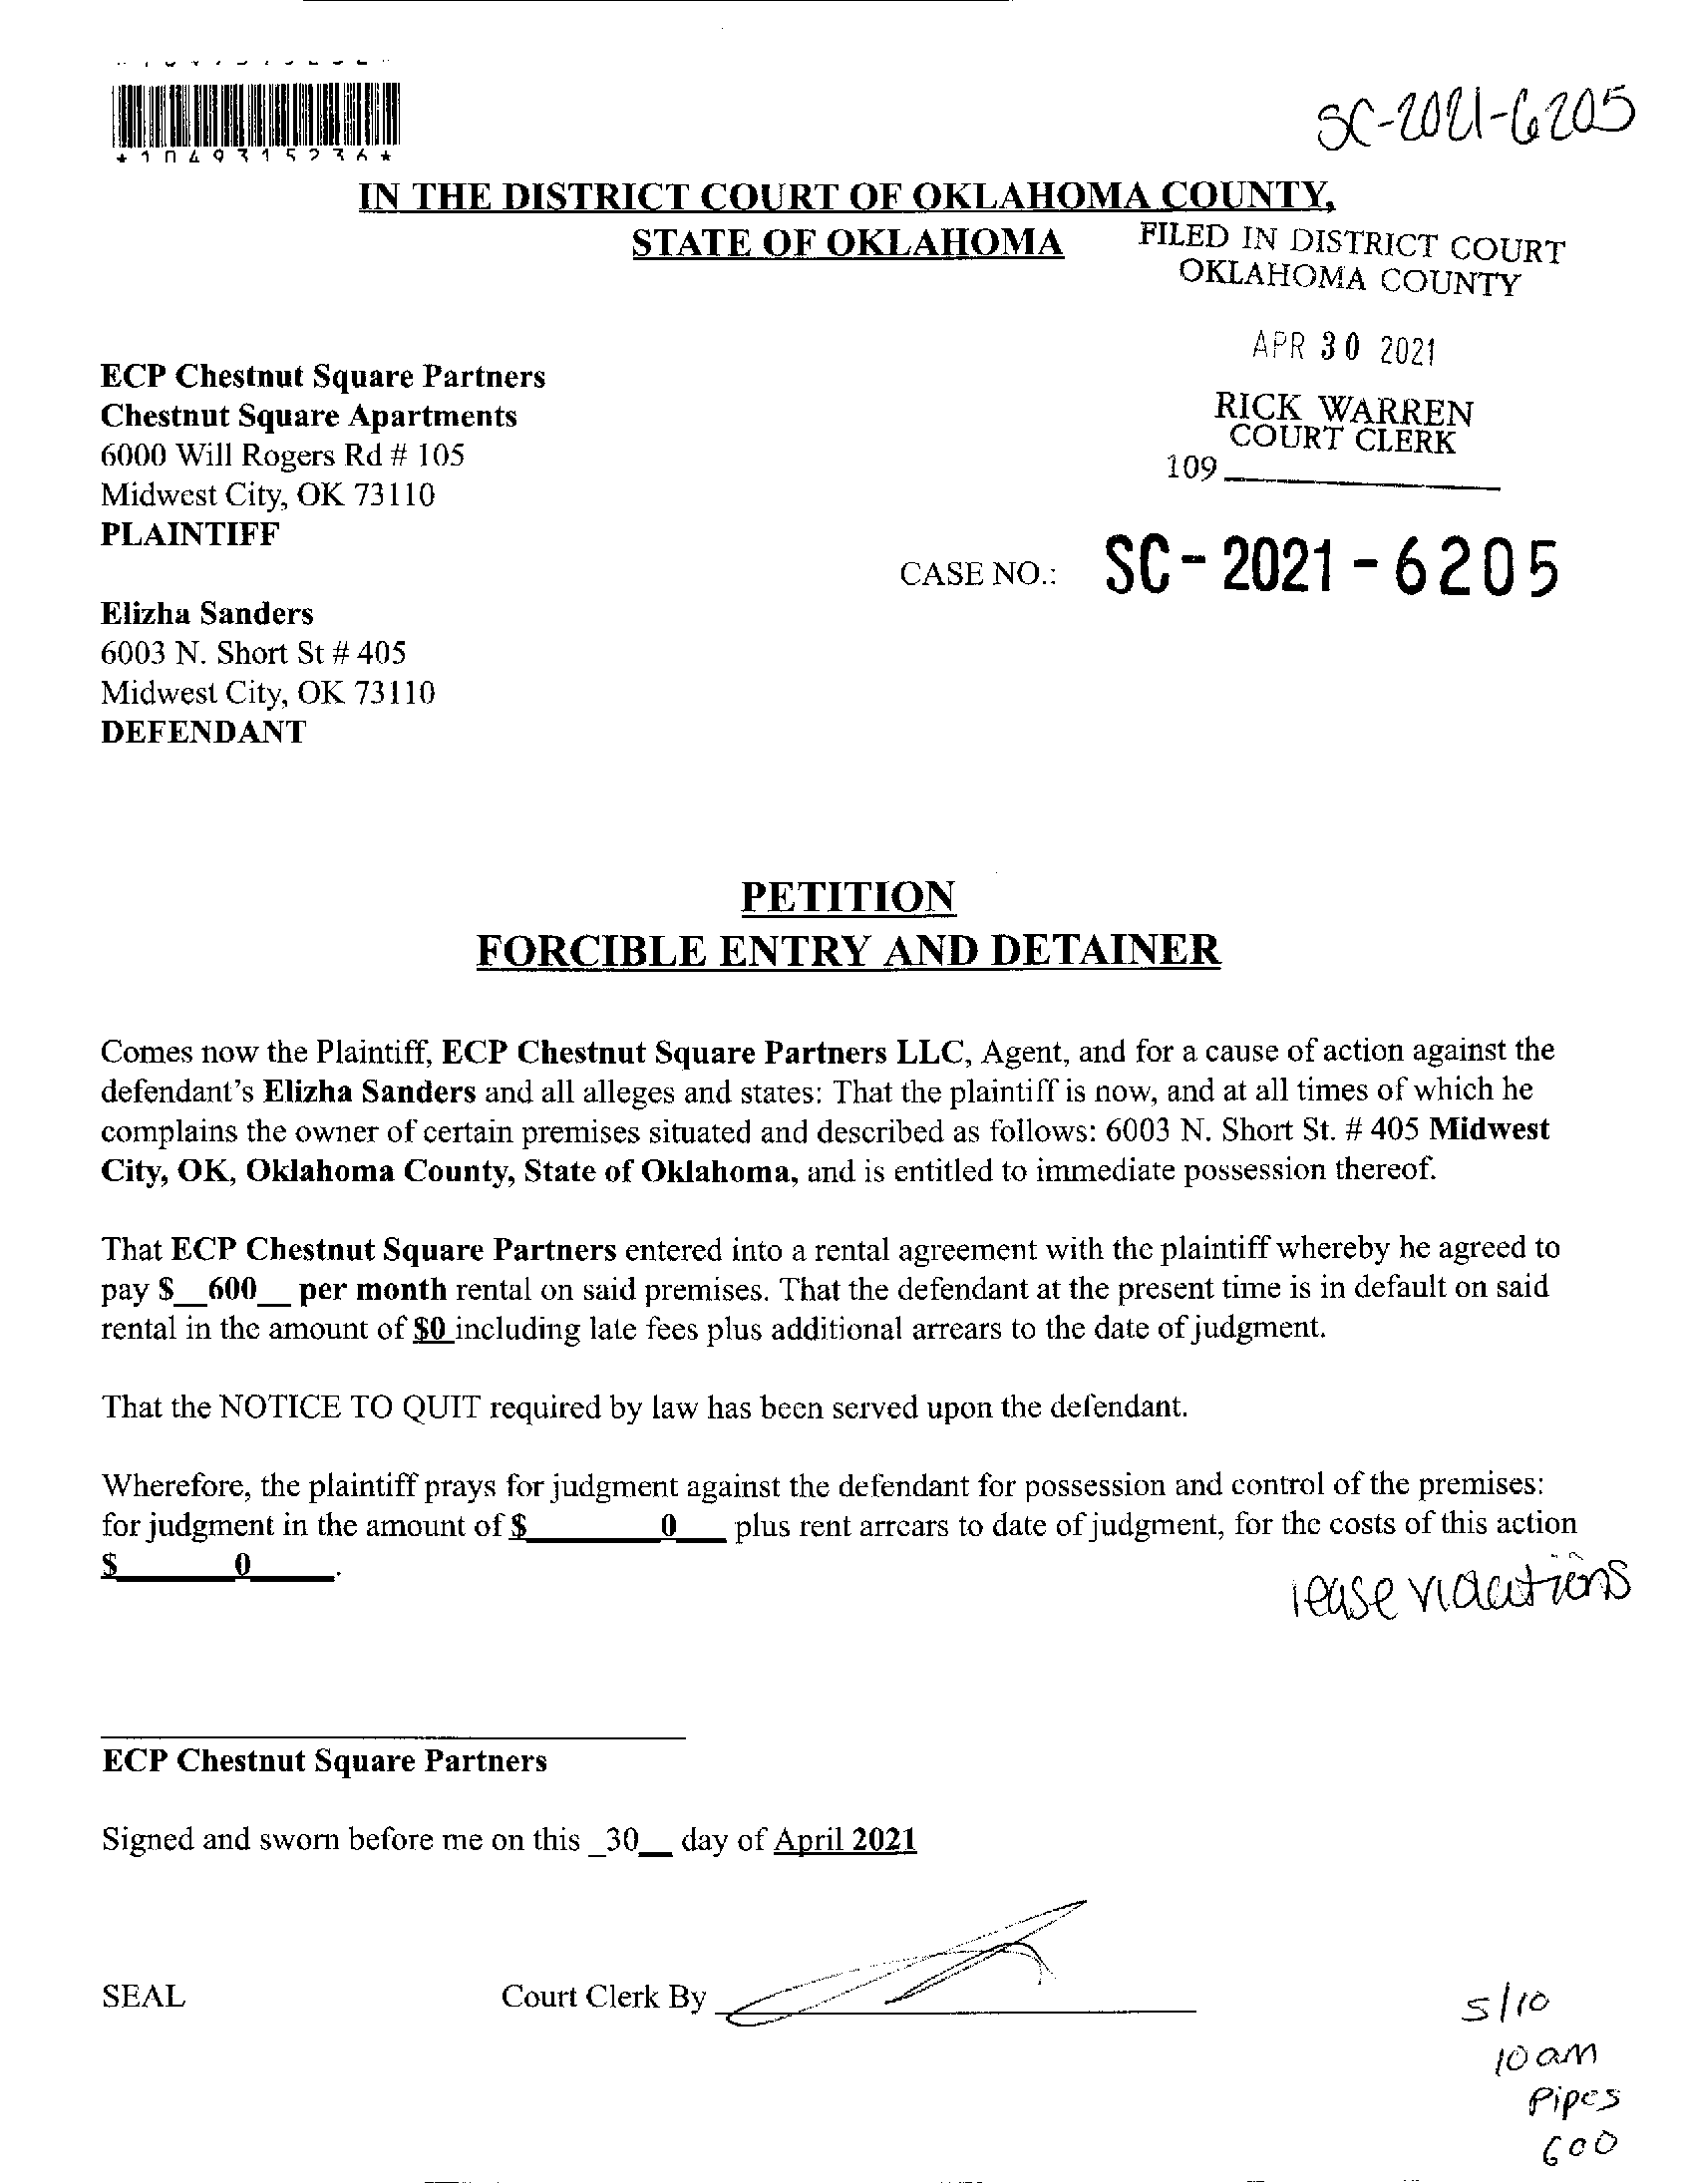 *1049315236*
SC-2021-6205
IN THE DISTRICT COURT OF OKLAHOMA COUNTY,
STATE OF OKLAHOMA
FILED IN DISTRICT COURT
OKLAHOMA COUNTY
APR 30 2021
RICK WARREN
COURT CLERK
109
ECP Chestnut Square Partners
Chestnut Square Apartments
6000 Will Rogers Rd # 105
Midwest City, OK 73110
PLAINTIFF
CASE NO.: SC-2021-6205
Elizha Sanders
6003 N. Short St # 405
Midwest City, OK 73110
DEFENDANT
PETITION
FORCIBLE ENTRY AND DETAINER
Comes now the Plaintiff, ECP Chestnut Square Partners LLC, Agent, and for a cause of action against the
defendant's Elizha Sanders and all alleges and states: That the plaintiff is now, and at all times of which he
complains the owner of certain premises situated and described as follows: 6003 N. Short St. # 405 Midwest
City, OK, Oklahoma County, State of Oklahoma, and is entitled to immediate possession thereof.
That ECP Chestnut Square Partners entered into a rental agreement with the plaintiff whereby he agreed to
pay $__600__ per month rental on said premises. That the defendant at the present time is in default on said
rental in the amount of $0 including late fees plus additional arrears to the date of judgment.
That the NOTICE TO QUIT required by law has been served upon the defendant.
Wherefore, the plaintiff prays for judgment against the defendant for possession and control of the premises:
for judgment in the amount of $________0___ plus rent arrears to date of judgment, for the costs of this action
$_______0_____.
lease violations
ECP Chestnut Square Partners
Signed and sworn before me on this _30__ day of April 2021
SEAL
Court Clerk By
5/10
10 am
Pipes
600